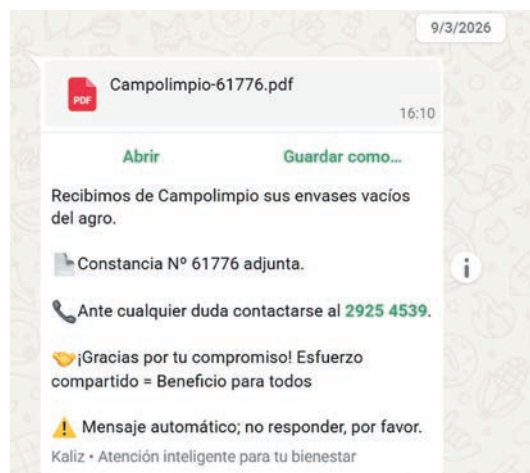 9/3/2026
PDF
Campolimpio-61776.pdf
16:10
Abrir
Guardar como...
Recibimos de Campolimpio sus envases vacíos
del agro.
Constancia Nº 61776 adjunta.
Ante cualquier duda contactarse al 2925 4539.
¡Gracias por tu compromiso! Esfuerzo
compartido = Beneficio para todos
Mensaje automático; no responder, por favor.
Kaliz • Atención inteligente para tu bienestar